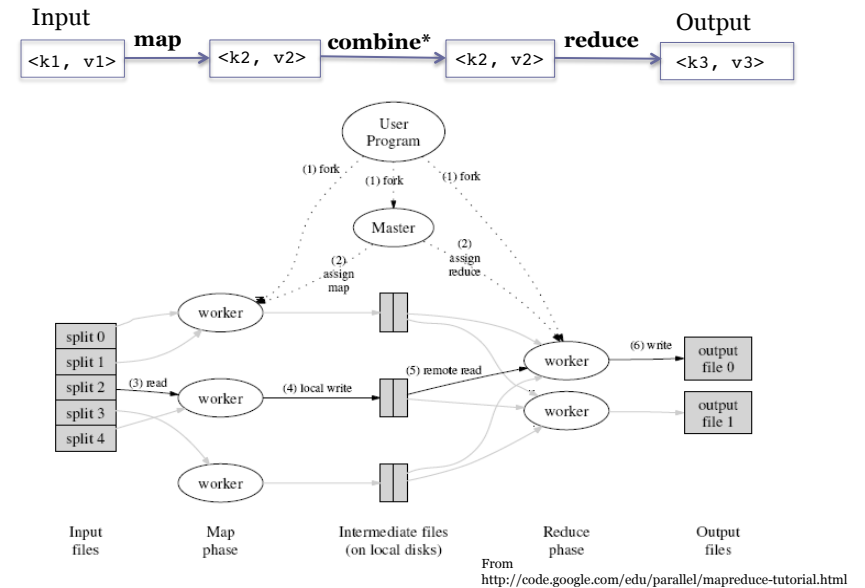 Input
Output
map
combine*
reduce
<k1, v1>
<k2, v2>
<k2, v2>
<k3, v3>
User
Program
(1) fork
(1) fork
(1) fork
Master
(2)
assign
map
(2)
assign
reduce
worker
split 0
split 1
split 2
split 3
split 4
(3) read
worker
(4) local write
(5) remote read
worker
(6) write
output
file 0
worker
output
file 1
worker
Input
files
Map
phase
Intermediate files
(on local disks)
Reduce
phase
Output
files
From
http://code.google.com/edu/parallel/mapreduce-tutorial.html